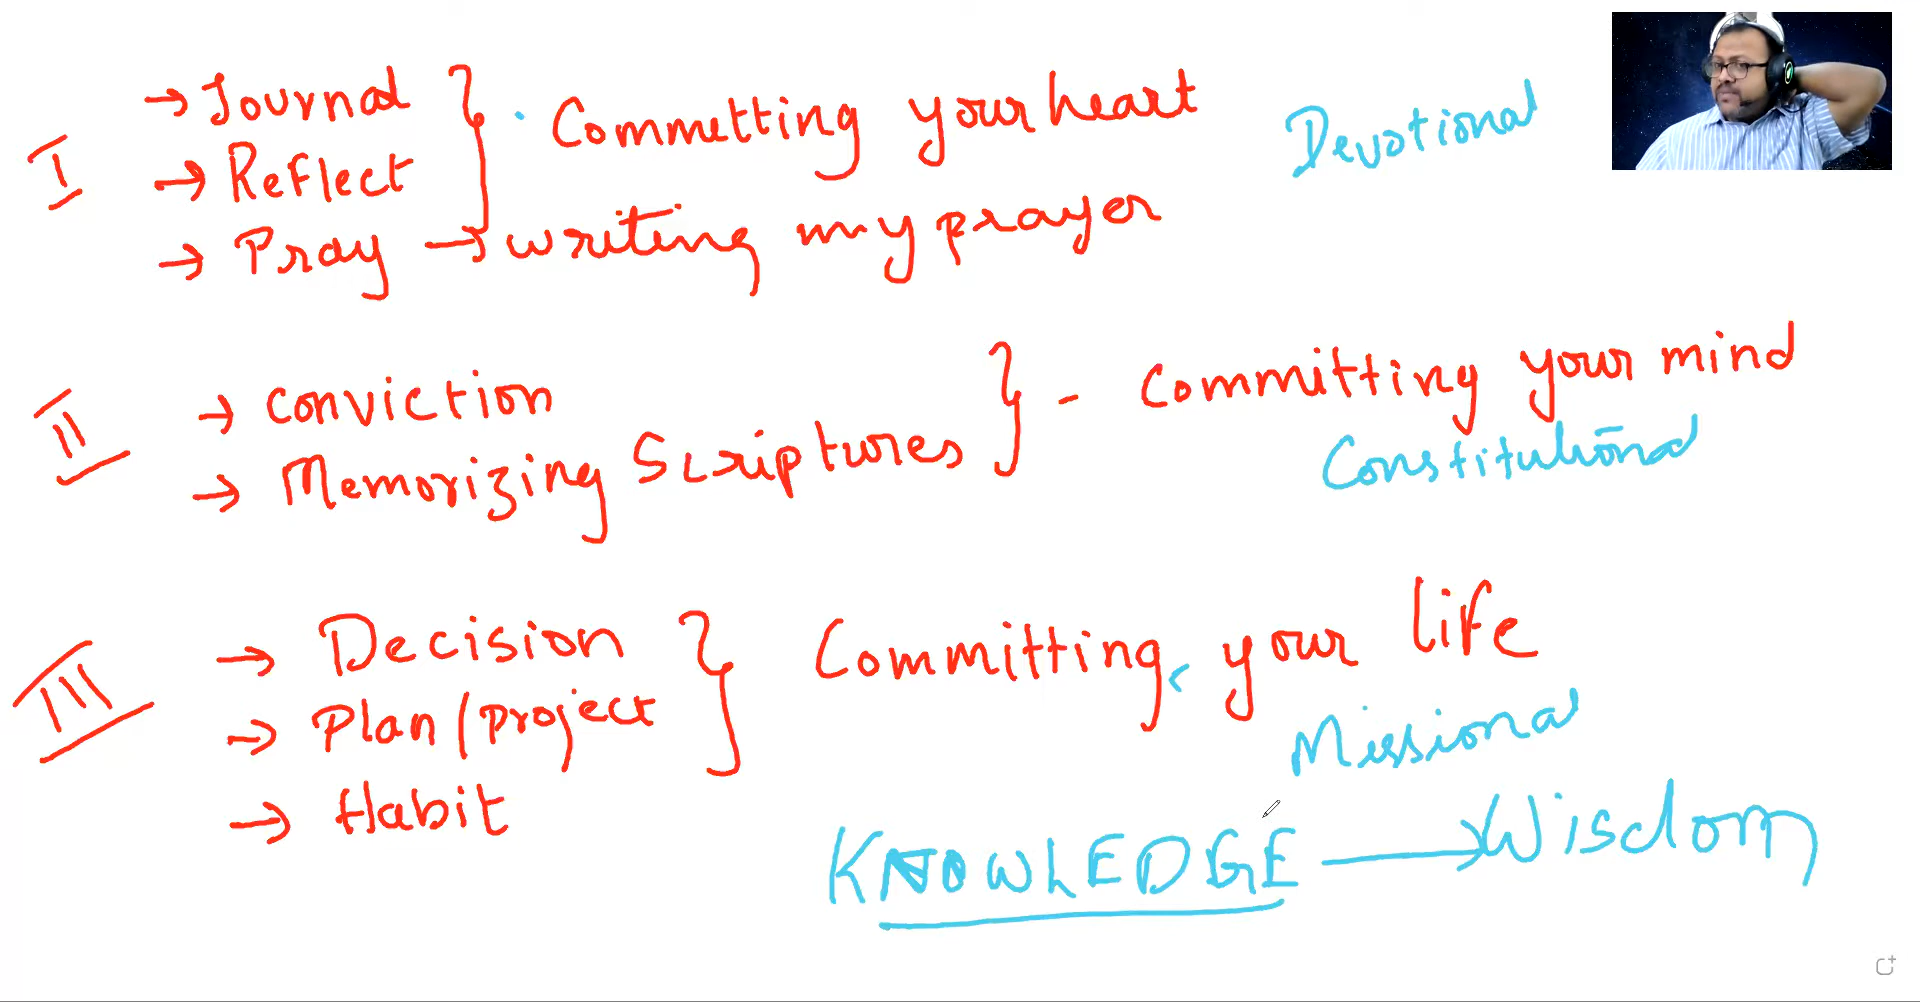 I
→ Journal
→ Reflect
→ Pray → writing my prayer
Committing your heart
Devotional
II
→ Conviction
→ Memorizing Scriptures
- Committing your mind
Constitutional
III
→ Decision
→ Plan/Project
→ Habit
Committing your life
Missional
KNOWLEDGE → Wisdom